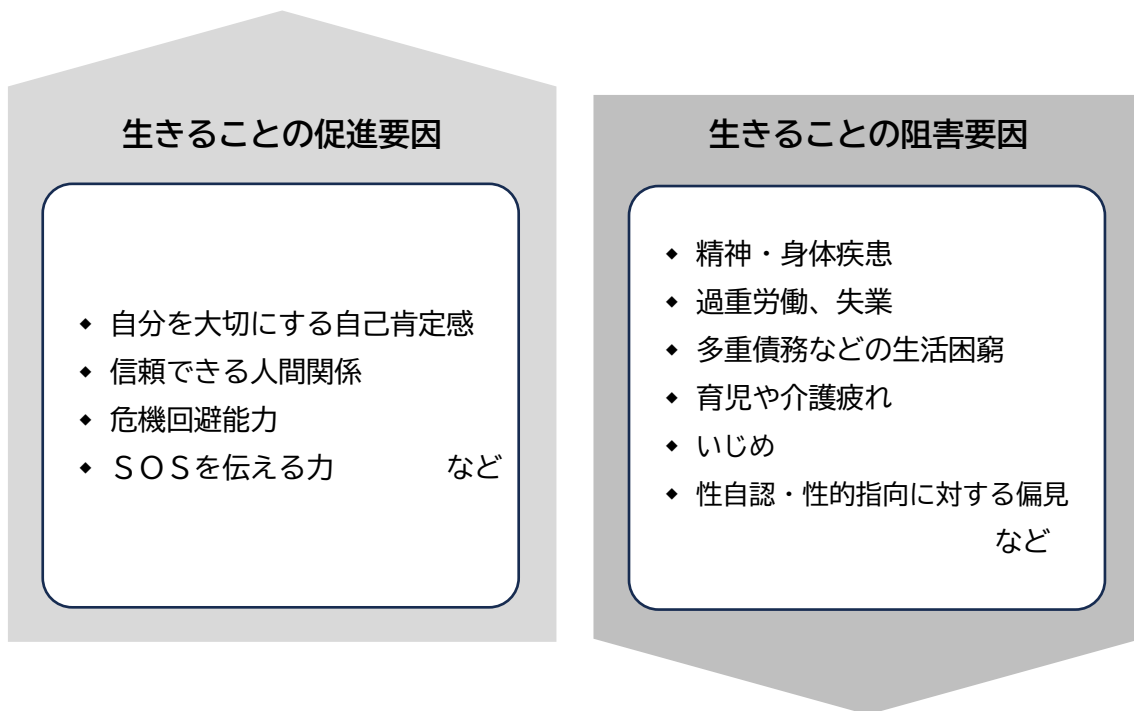 生きることの促進要因
◆ 自分を大切にする自己肯定感
◆ 信頼できる人間関係
◆ 危機回避能力
◆ ＳＯＳを伝える力　　　　など
生きることの阻害要因
◆ 精神・身体疾患
◆ 過重労働、失業
◆ 多重債務などの生活困窮
◆ 育児や介護疲れ
◆ いじめ
◆ 性自認・性的指向に対する偏見
など